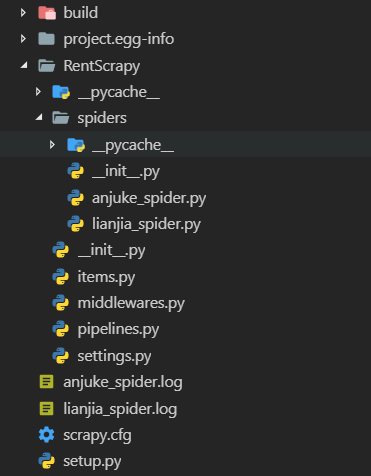 build
project.egg-info
RentScrapy
__pycache__
spiders
__pycache__
__init__.py
anjuke_spider.py
lianjia_spider.py
__init__.py
items.py
middlewares.py
pipelines.py
settings.py
anjuke_spider.log
lianjia_spider.log
scrapy.cfg
setup.py